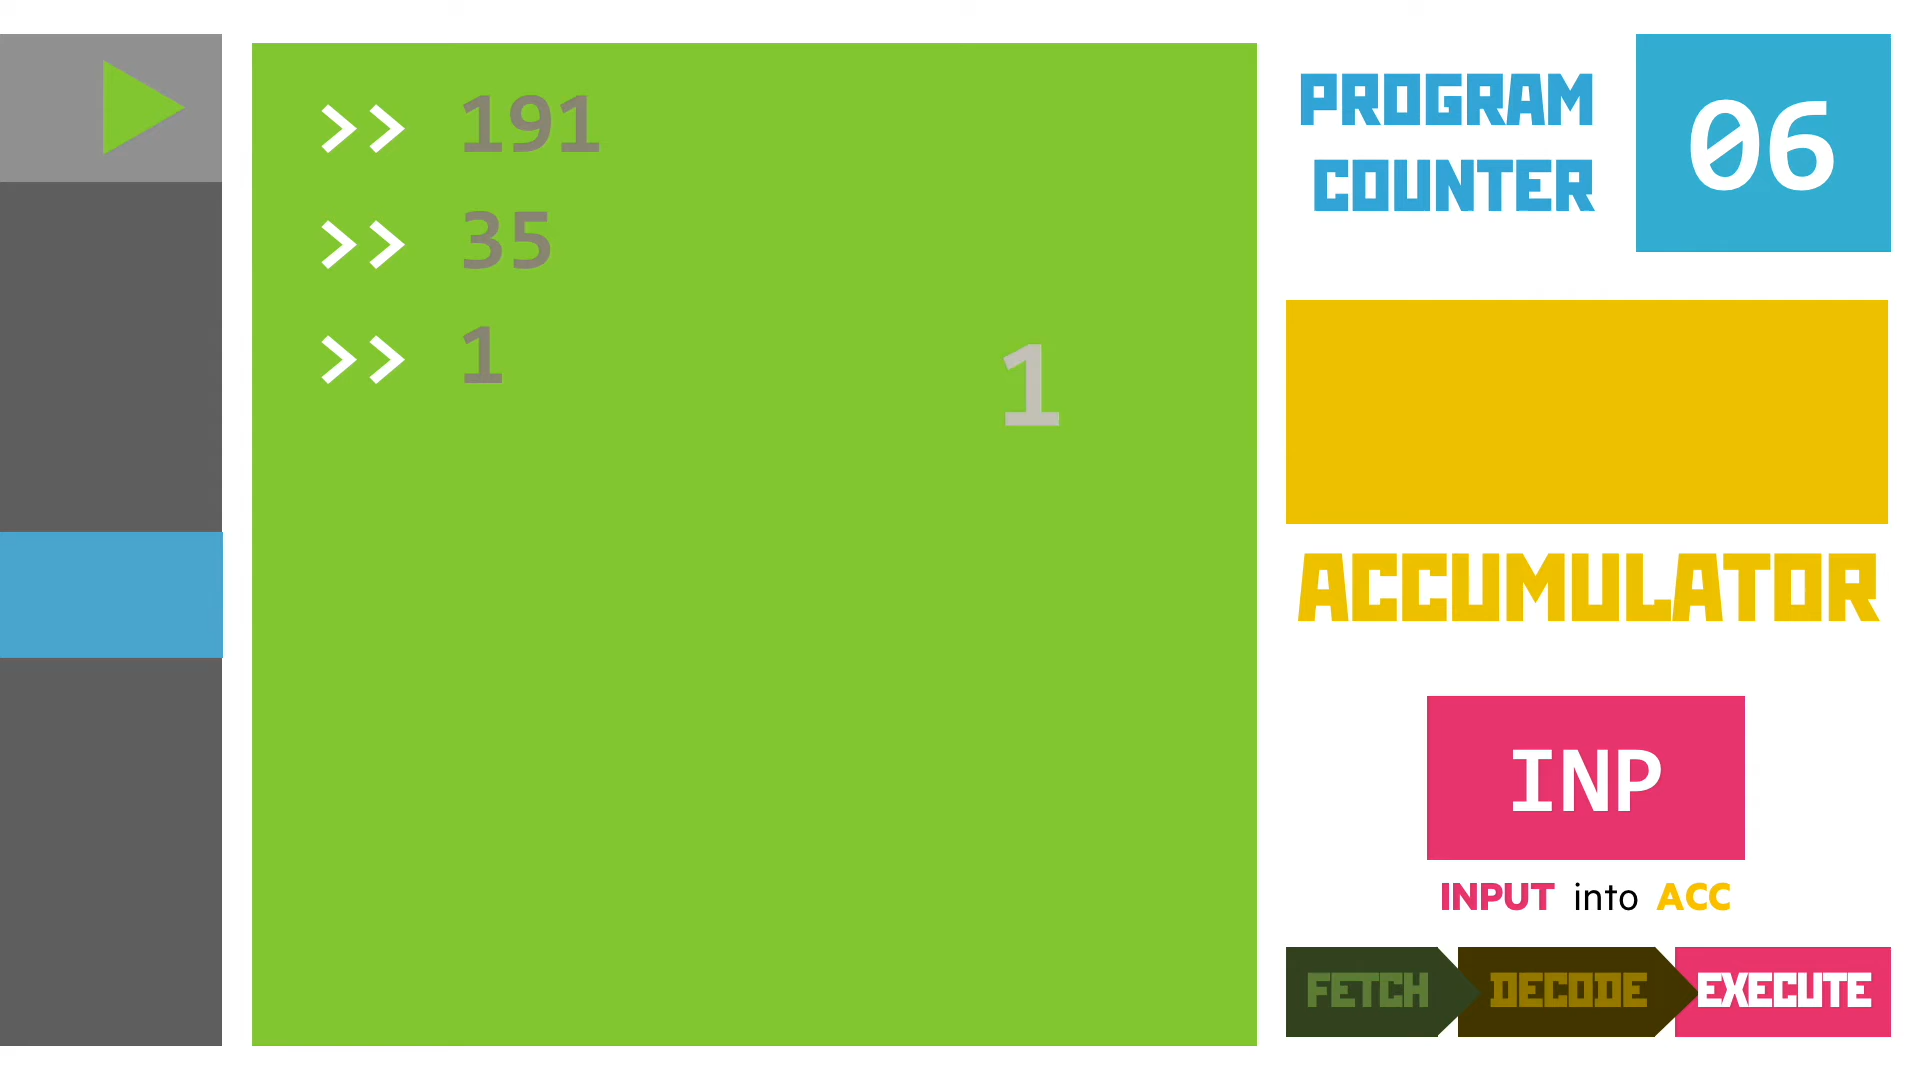 >> 191
>> 35
>> 1
1
PROGRAM
COUNTER
06
ACCUMULATOR
INP
INPUT into ACC
FETCH DECODE EXECUTE